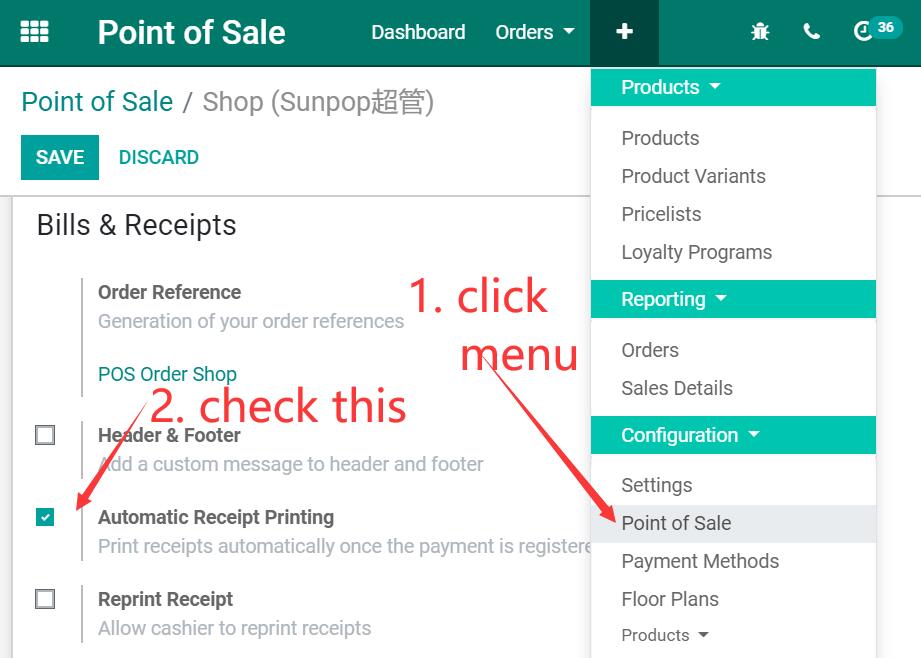 Point of Sale Dashboard Orders + 36
Point of Sale / Shop (Sunpop超管)
SAVE DISCARD
Bills & Receipts
Order Reference
Generation of your order references
POS Order Shop
Header & Footer
Add a custom message to header and footer
Automatic Receipt Printing
Print receipts automatically once the payment is registere
Reprint Receipt
Allow cashier to reprint receipts
1. click
menu
2. check this
Products
Products
Product Variants
Pricelists
Loyalty Programs
Reporting
Orders
Sales Details
Configuration
Settings
Point of Sale
Payment Methods
Floor Plans
Products